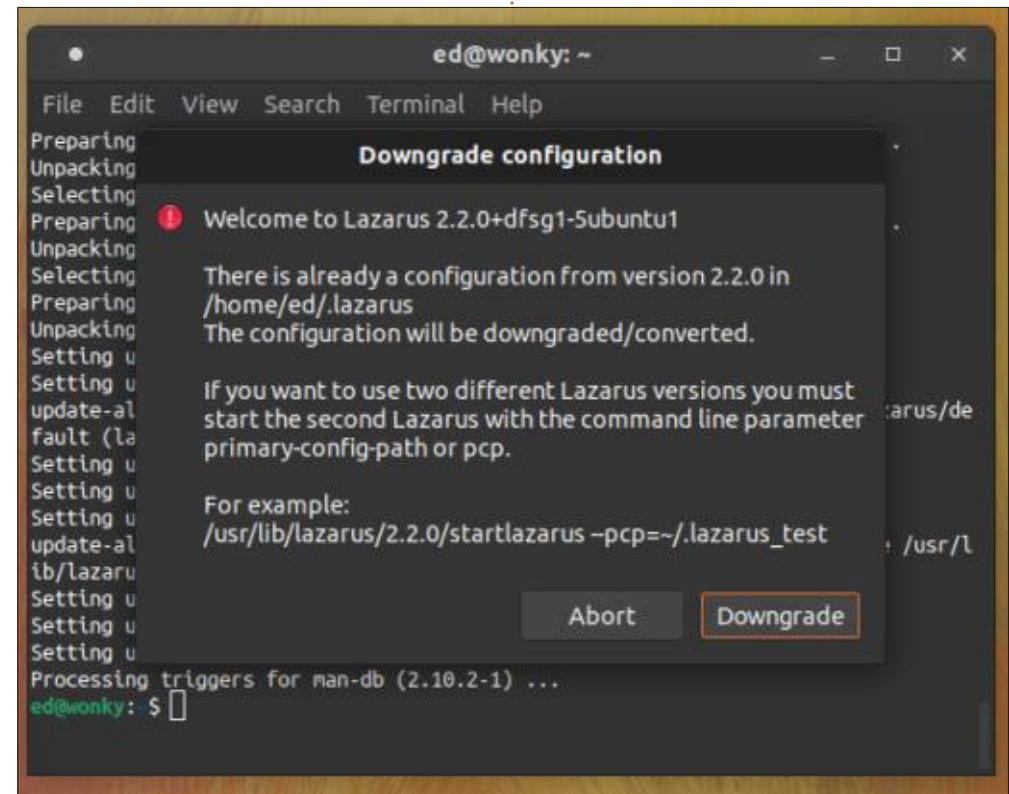 ed@wonky: ~
File Edit View Search Terminal Help
Downgrade configuration
Welcome to Lazarus 2.2.0+dfsg1-5ubuntu1
There is already a configuration from version 2.2.0 in
/home/ed/.lazarus
The configuration will be downgraded/converted.
If you want to use two different Lazarus versions you must
start the second Lazarus with the command line parameter
primary-config-path or pcp.
For example:
/usr/lib/lazarus/2.2.0/startlazarus --pcp=~/.lazarus_test
Abort Downgrade
Preparing .
Unpacking
Selecting
Preparing .
Unpacking
Selecting
Preparing
Unpacking
Setting u
Setting u
update-al arus/de
fault (la
Setting u
Setting u
Setting u
update-al /usr/l
ib/lazaru
Setting u
Setting u
Setting u
Processing triggers for man-db (2.10.2-1) ...
ed@wonky: $